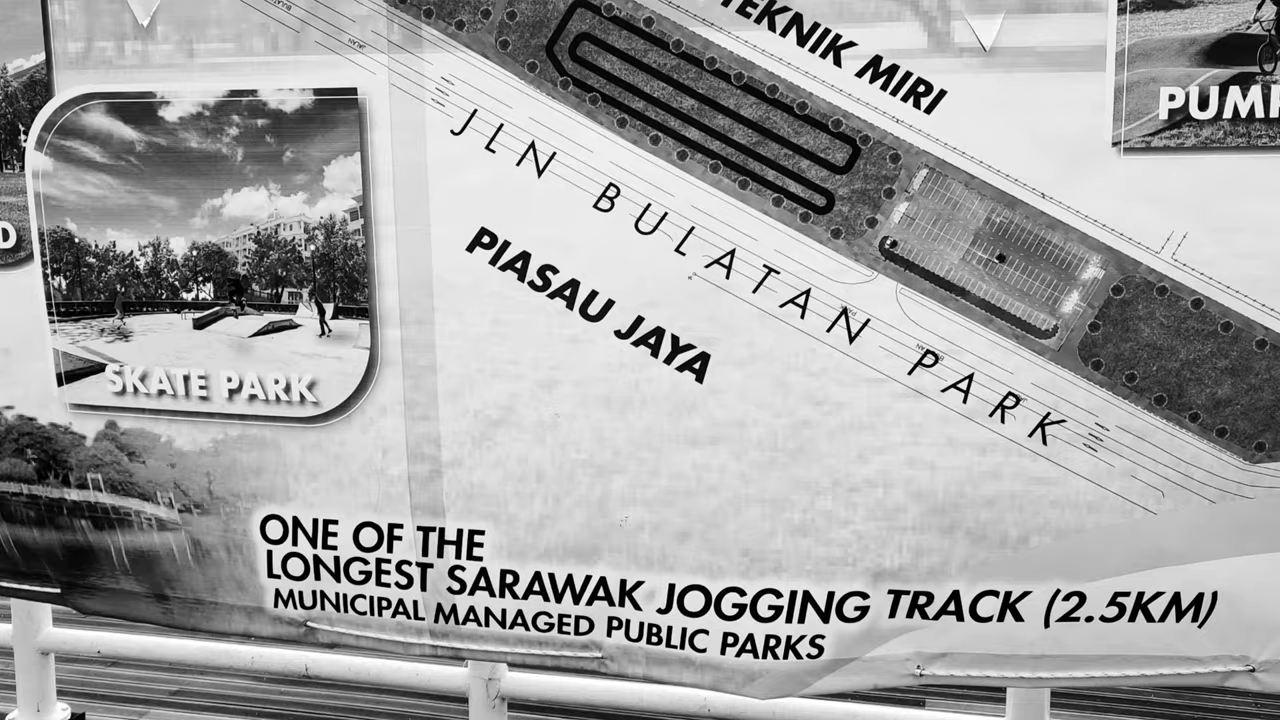 TEKNIK MIRI
PUM
JLN BULATAN PARK
PIASAU JAYA
D
SKATE PARK
ONE OF THE
LONGEST SARAWAK JOGGING TRACK (2.5KM)
MUNICIPAL MANAGED PUBLIC PARKS